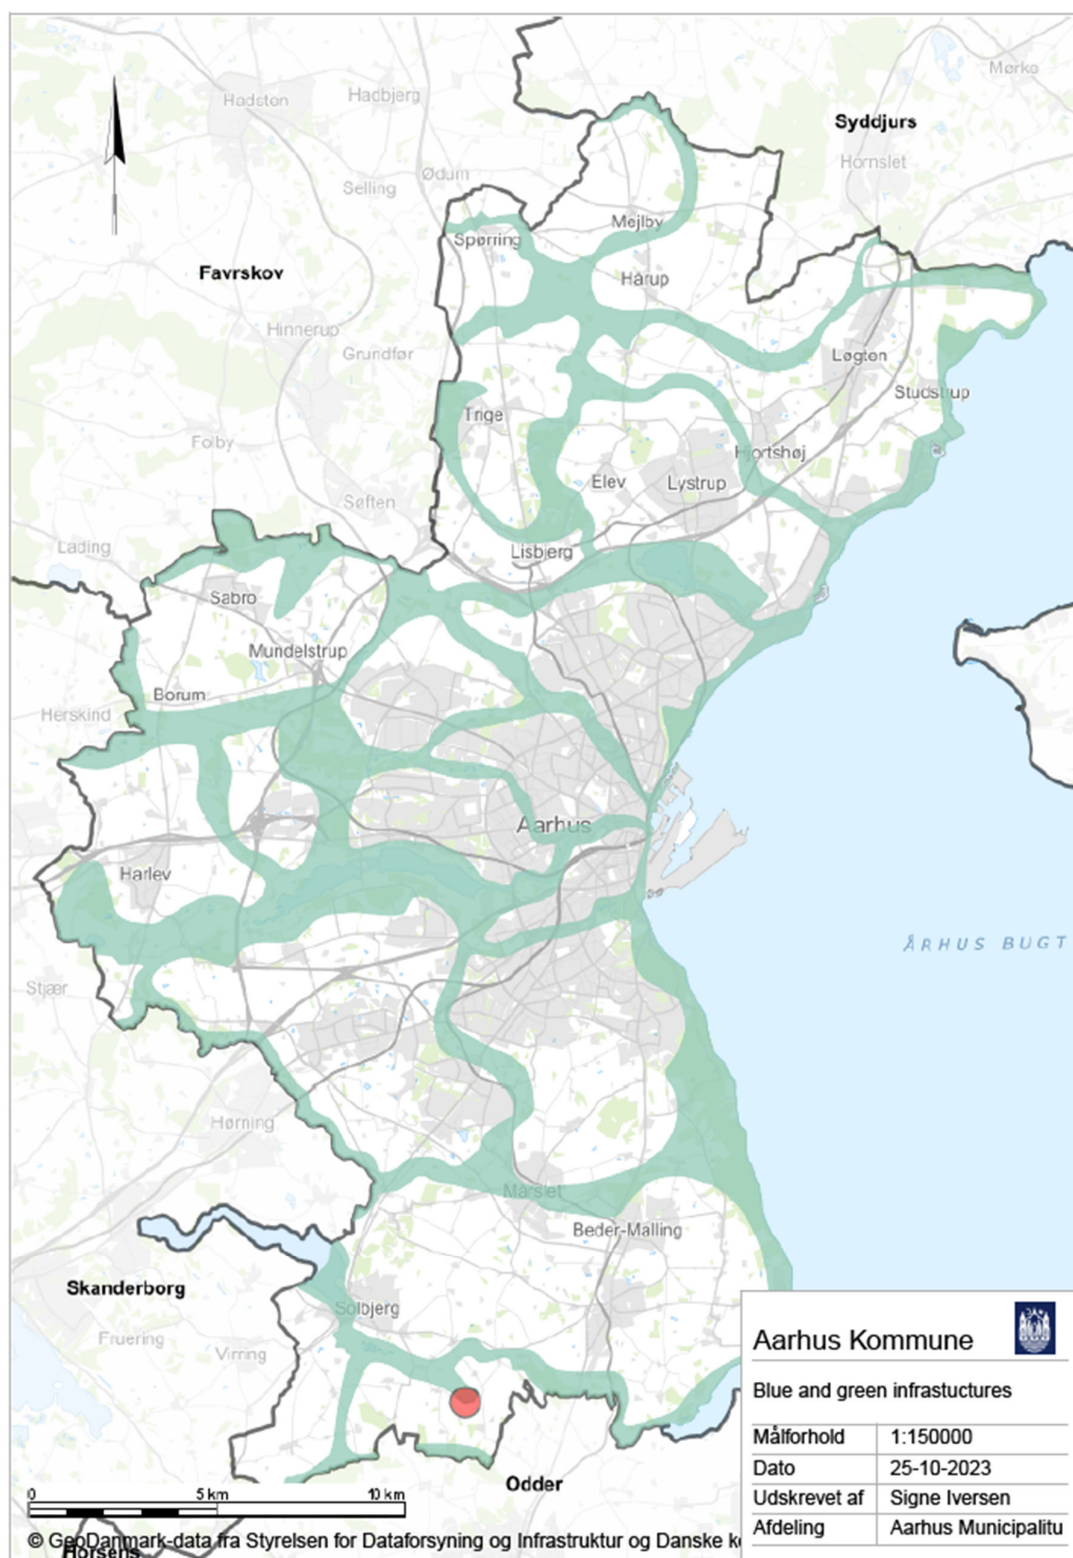 Mørke
Hadsten
Hadbjerg
Syddjurs
Hornslet
Ødum
Selling
Mejlby
Spørring
Favrskov
Hårup
Hinnerup
Grundfør
Løgten
Studstrup
Trige
Folby
Hjortshøj
Elev
Lystrup
Søften
Lading
Lisbjerg
Sabro
Mundelstrup
Borum
Herskind
Aarhus
Harlev
ÅRHUS BUGT
Stjær
Hørning
Mårslet
Beder-Malling
Skanderborg
Solbjerg
Fruering
Virring
Odder
Horsens
0 5 km 10 km
© GeoDanmark-data fra Styrelsen for Dataforsyning og Infrastruktur og Danske k
Aarhus Kommune
Blue and green infrastuctures
Målforhold 1:150000
Dato 25-10-2023
Udskrevet af Signe Iversen
Afdeling Aarhus Municipalitu